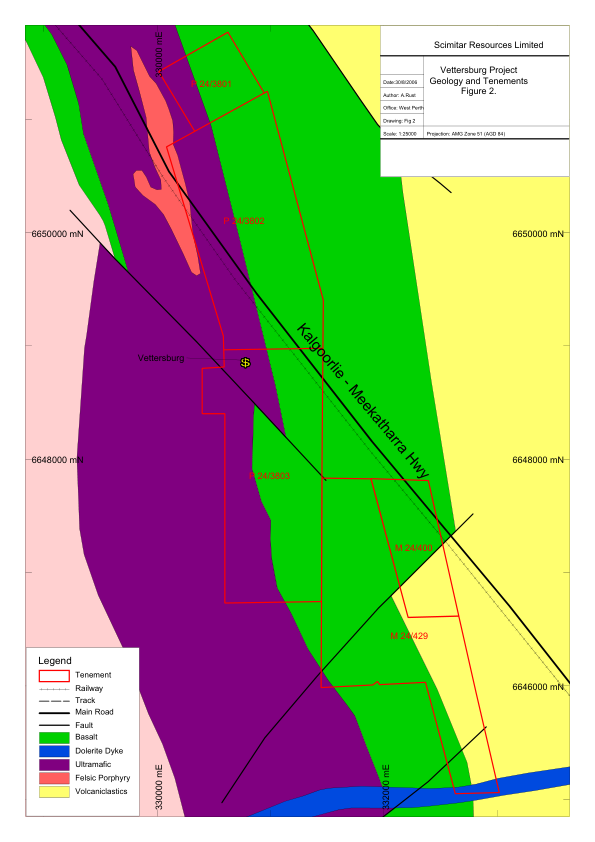 Scimitar Resources Limited
Vettersburg Project
Geology and Tenements
Figure 2.
Date:30/8/2006
Author: A.Rust
Office: West Perth
Drawing: Fig 2
Scale: 1:25000
Projection: AMG Zone 51 (AGD 84)
330000 mE
P 24/3801
P 24/3802
6650000 mN
6650000 mN
Kalgoorlie - Meekatharra Hwy
Vettersburg
$
6648000 mN
6648000 mN
P 24/3803
M 24/400
M 24/429
6646000 mN
Legend
Tenement
Railway
Track
Main Road
Fault
Basalt
Dolerite Dyke
Ultramafic
Felsic Porphyry
Volcaniclastics
330000 mE
332000 mE